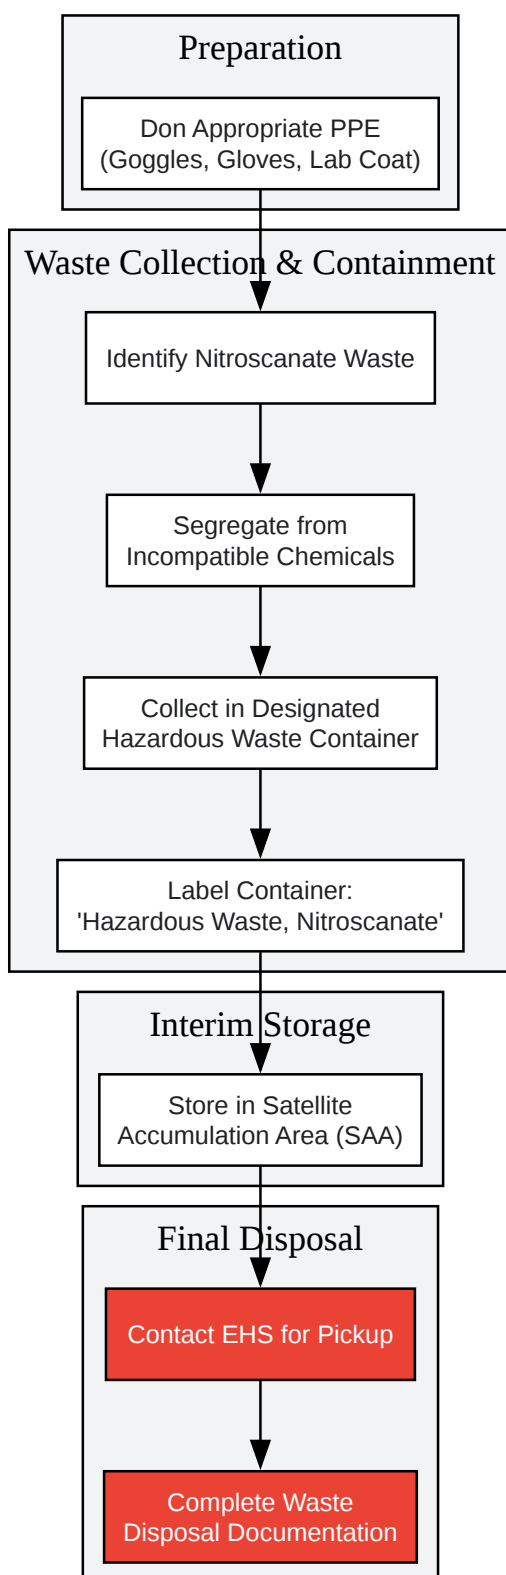 Preparation
Don Appropriate PPE
(Goggles, Gloves, Lab Coat)
Waste Collection & Containment
Identify Nitroscanate Waste
Segregate from
Incompatible Chemicals
Collect in Designated
Hazardous Waste Container
Label Container:
'Hazardous Waste, Nitroscanate'
Interim Storage
Store in Satellite
Accumulation Area (SAA)
Final Disposal
Contact EHS for Pickup
Complete Waste
Disposal Documentation